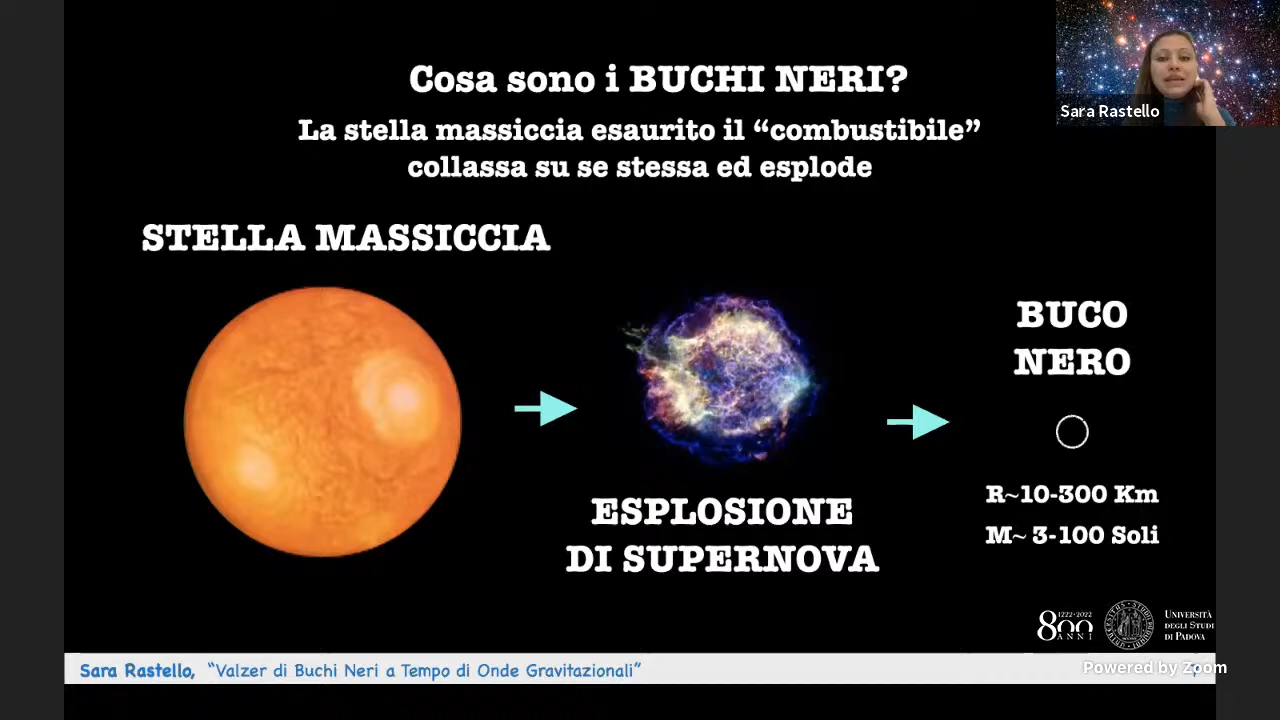 Cosa sono i BUCHI NERI?
La stella massiccia esaurito il “combustibile”
collassa su se stessa ed esplode
Sara Rastello
STELLA MASSICCIA
ESPLOSIONE
DI SUPERNOVA
BUCO
NERO
R~10-300 Km
M~ 3-100 Soli
1222·2022
800
ANNI
UNIVERSITÀ
DEGLI STUDI
DI PADOVA
Sara Rastello, “Valzer di Buchi Neri a Tempo di Onde Gravitazionali”
Powered by Zoom